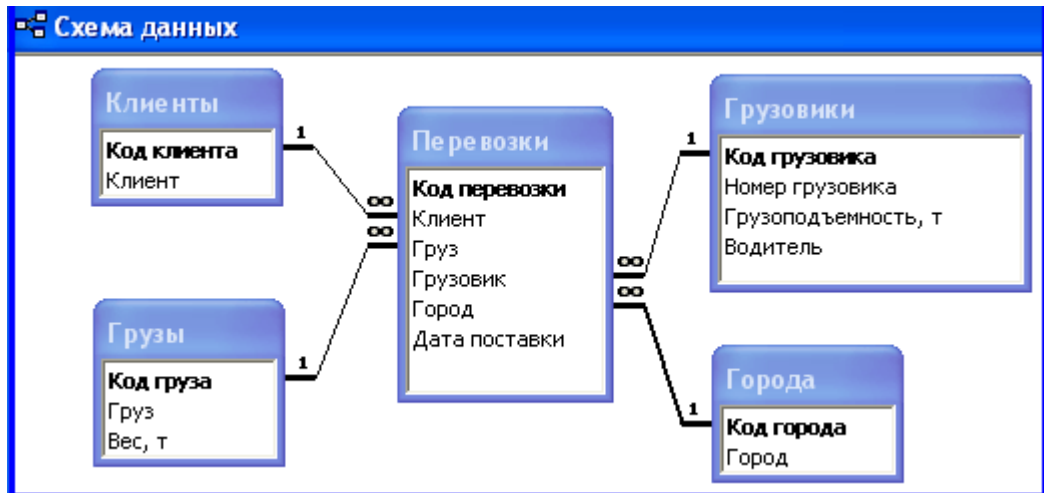 Схема данных
Клиенты
Код клиента
Клиент
1
∞
Перевозки
Код перевозки
Клиент
Груз
Грузовик
Город
Дата поставки
∞
∞
∞
Грузовики
Код грузовика
Номер грузовика
Грузоподъемность, т
Водитель
1
Грузы
Код груза
Груз
Вес, т
1
Города
Код города
Город
1